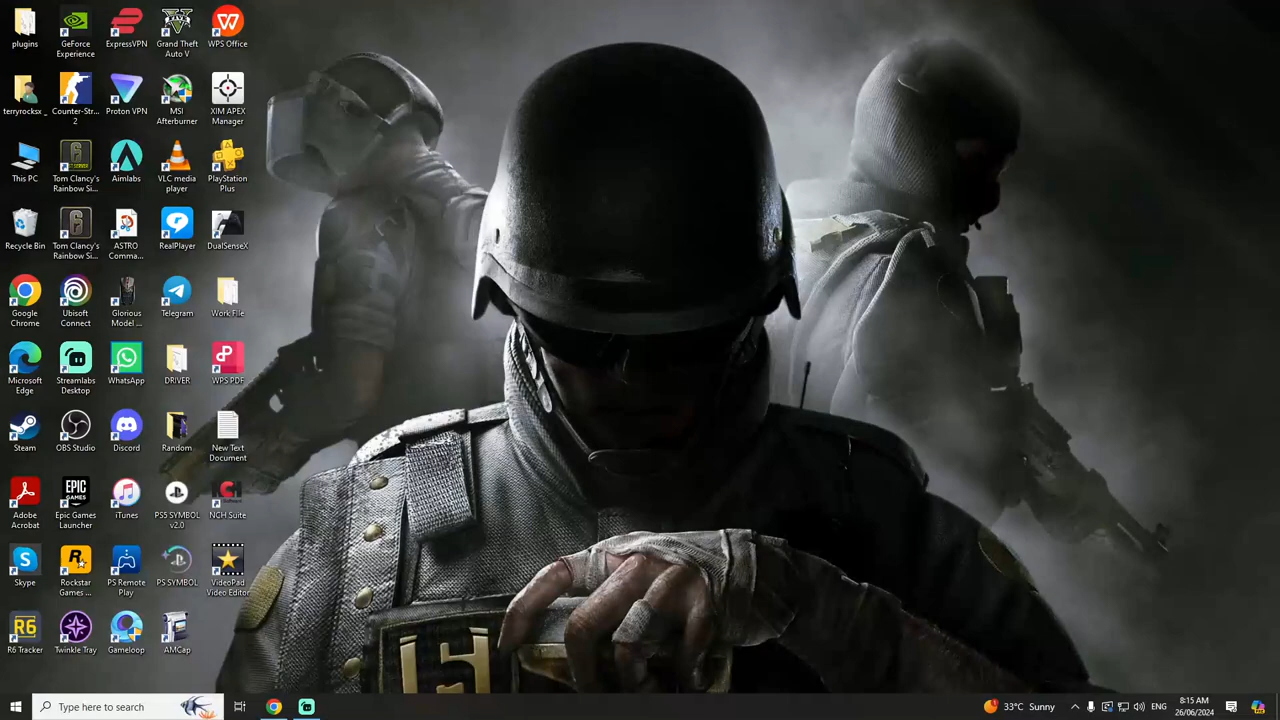 plugins
GeForce
Experience
ExpressVPN
Grand Theft
Auto V
WPS Office
terryrocksx_
Counter-Str...
2
Proton VPN
MSI
Afterburner
XIM APEX
Manager
This PC
Tom Clancy's
Rainbow Si...
Aimlabs
VLC media
player
PlayStation
Plus
Recycle Bin
Tom Clancy's
Rainbow Si...
ASTRO
Comma...
RealPlayer
DualSenseX
Google
Chrome
Ubisoft
Connect
Glorious
Model ...
Telegram
Work File
Microsoft
Edge
Streamlabs
Desktop
WhatsApp
DRIVER
WPS PDF
Steam
OBS Studio
Discord
Random
New Text
Document
Adobe
Acrobat
EPIC
GAMES
Epic Games
Launcher
iTunes
PS5 SYMBOL
v2.0
NCH Suite
Skype
Rockstar
Games ...
PS Remote
Play
PS SYMBOL
VideoPad
Video Editor
R6
R6 Tracker
Twinkle Tray
Gameloop
AMCap
Type here to search
33°C Sunny
ENG
8:15 AM
26/06/2024